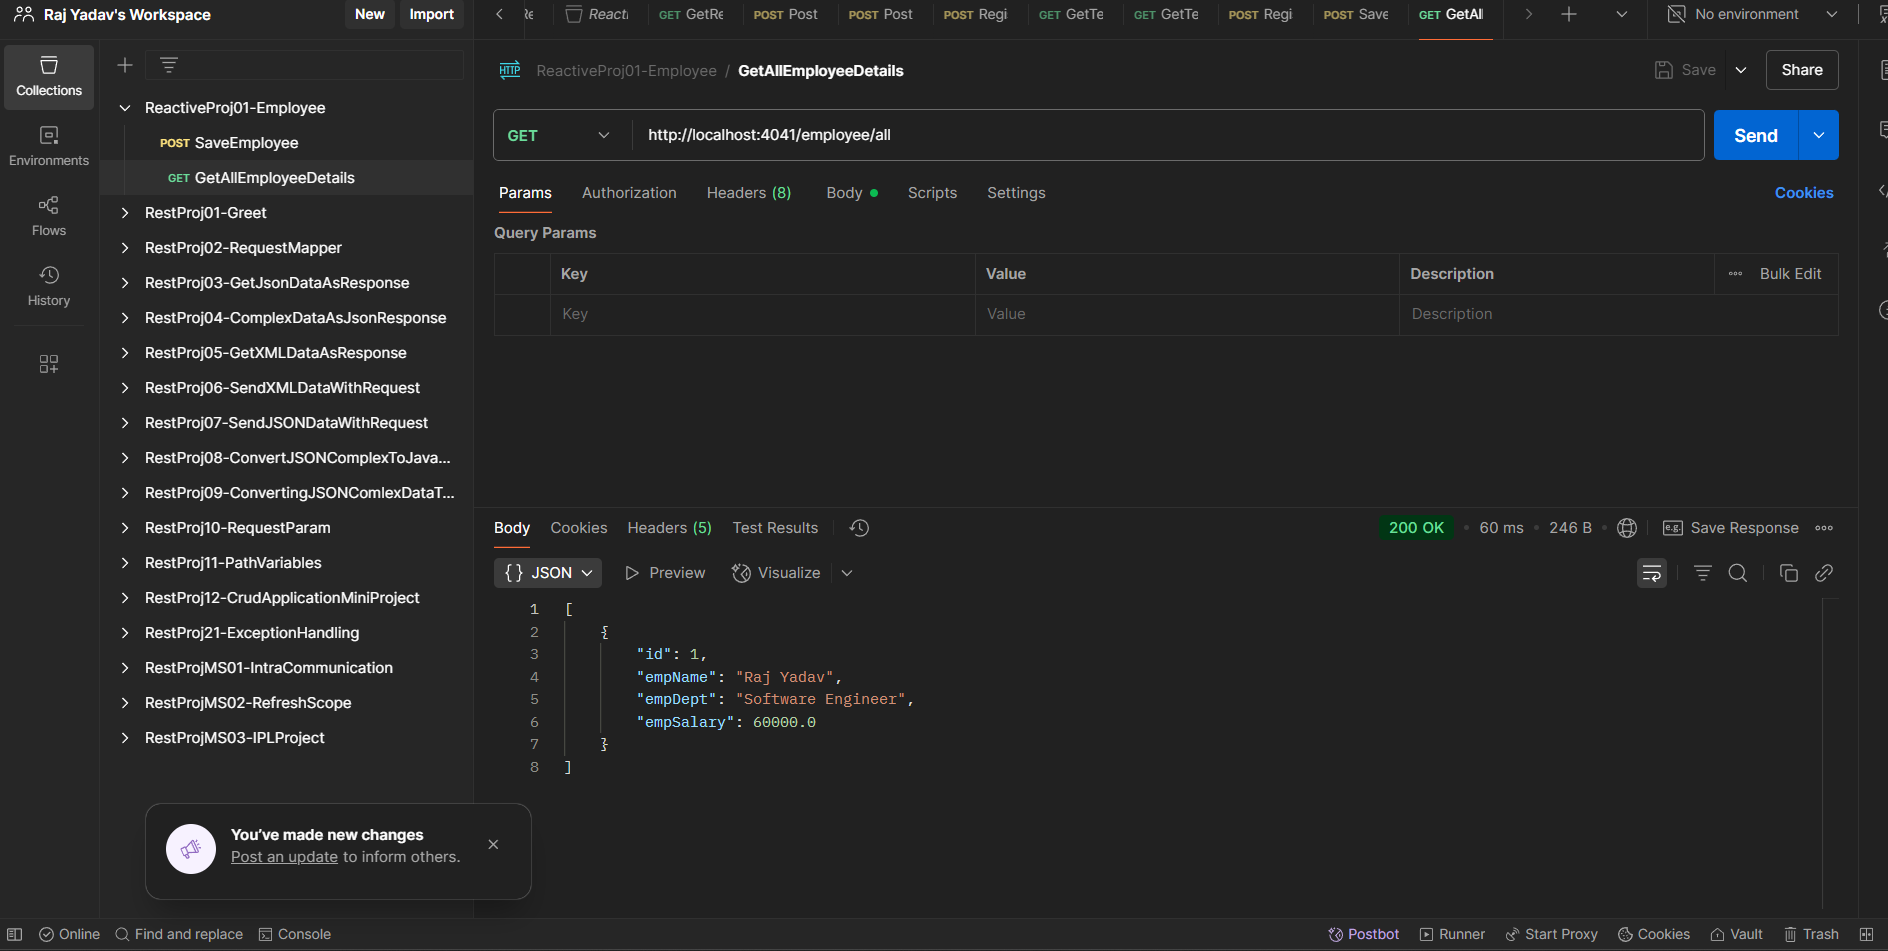 Raj Yadav's Workspace
New
Import
Reacti
GET GetRe
POST Post
POST Post
POST Regi
GET GetTe
GET GetTe
POST Regi
POST Save
GET GetAll
No environment
Collections
Environments
Flows
History
ReactiveProj01-Employee
POST SaveEmployee
GET GetAllEmployeeDetails
RestProj01-Greet
RestProj02-RequestMapper
RestProj03-GetJsonDataAsResponse
RestProj04-ComplexDataAsJsonResponse
RestProj05-GetXMLDataAsResponse
RestProj06-SendXMLDataWithRequest
RestProj07-SendJSONDataWithRequest
RestProj08-ConvertJSONComplexToJava...
RestProj09-ConvertingJSONComlexDataT...
RestProj10-RequestParam
RestProj11-PathVariables
RestProj12-CrudApplicationMiniProject
RestProj21-ExceptionHandling
RestProjMS01-IntraCommunication
RestProjMS02-RefreshScope
RestProjMS03-IPLProject
HTTP ReactiveProj01-Employee / GetAllEmployeeDetails
Save
Share
GET http://localhost:4041/employee/all
Send
Params Authorization Headers (8) Body Scripts Settings Cookies
Query Params
Key Value Description Bulk Edit
Key Value Description
Body Cookies Headers (5) Test Results
200 OK • 60 ms • 246 B e.g. Save Response
{} JSON Preview Visualize
1 [
2 {
3 "id": 1,
4 "empName": "Raj Yadav",
5 "empDept": "Software Engineer",
6 "empSalary": 60000.0
7 }
8 ]
You've made new changes
Post an update to inform others.
Online Find and replace Console
Postbot Runner Start Proxy Cookies Vault Trash